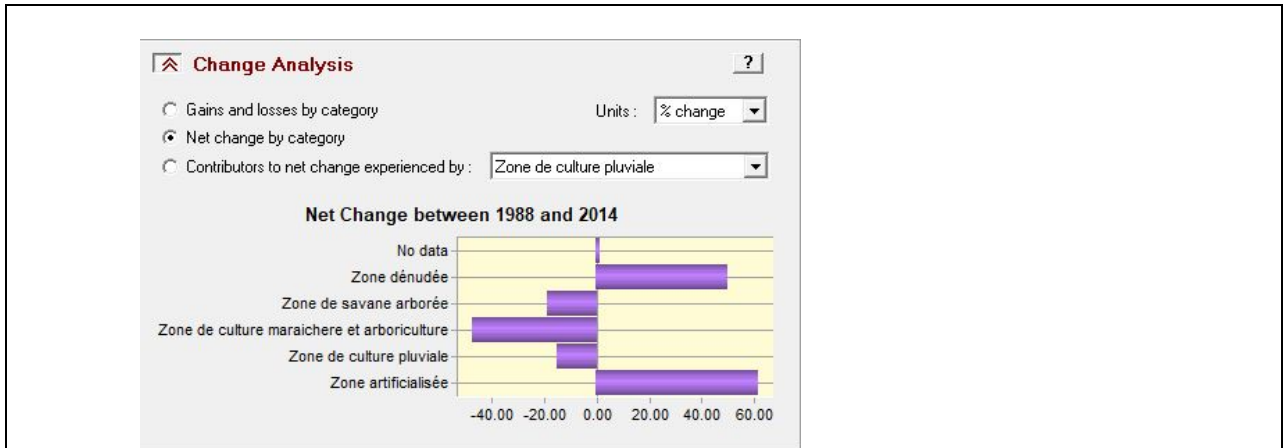 Change Analysis ?
Gains and losses by category Units : % change
Net change by category
Contributors to net change experienced by : Zone de culture pluviale
Net Change between 1988 and 2014
No data
Zone dénudée
Zone de savane arborée
Zone de culture maraichere et arboriculture
Zone de culture pluviale
Zone artificialisée
-40.00 -20.00 0.00 20.00 40.00 60.00